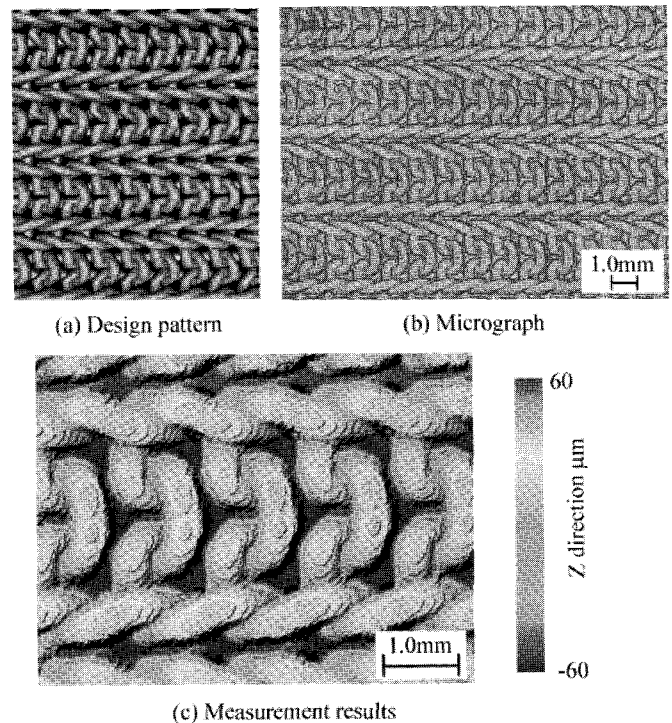 1.0mm
(a) Design pattern
(b) Micrograph
60
Z direction μm
1.0mm
-60
(c) Measurement results